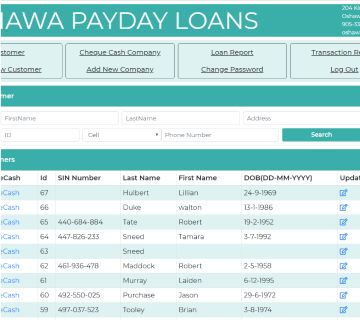 HAWA PAYDAY LOANS
204 Ki
Oshawa
905-33
oshaw
stomer Cheque Cash Company Loan Report Transaction Re
w Customer Add New Company Change Password Log Out
mer
FirstName LastName Address
ID Cell Phone Number Search
mers
eCash Id SIN Number Last Name First Name DOB(DD-MM-YYYY) Updat
eCash 67 Hulbert Lillian 24-9-1969
eCash 66 Duke walton 13-1-1986
eCash 65 440-684-884 Tate Robert 19-2-1952
eCash 64 447-826-233 Sneed Tamara 3-7-1992
eCash 63 Sneed
eCash 62 461-936-478 Maddock Robert 2-5-1958
eCash 61 Murray Laiden 6-12-1995
eCash 60 492-550-025 Purchase Jason 29-6-1972
eCash 59 497-037-523 Tooley Brian 3-8-1974